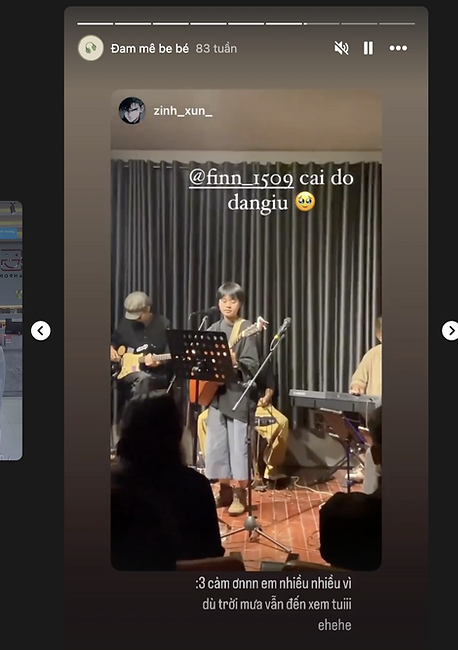 Đam mê be bé 83 tuần
zinh_xun_
@finn_1509 cai do
dangiu 🥹
:3 cảm ơnnn em nhiều nhiều vì
dù trời mưa vẫn đến xem tuiii
ehehe